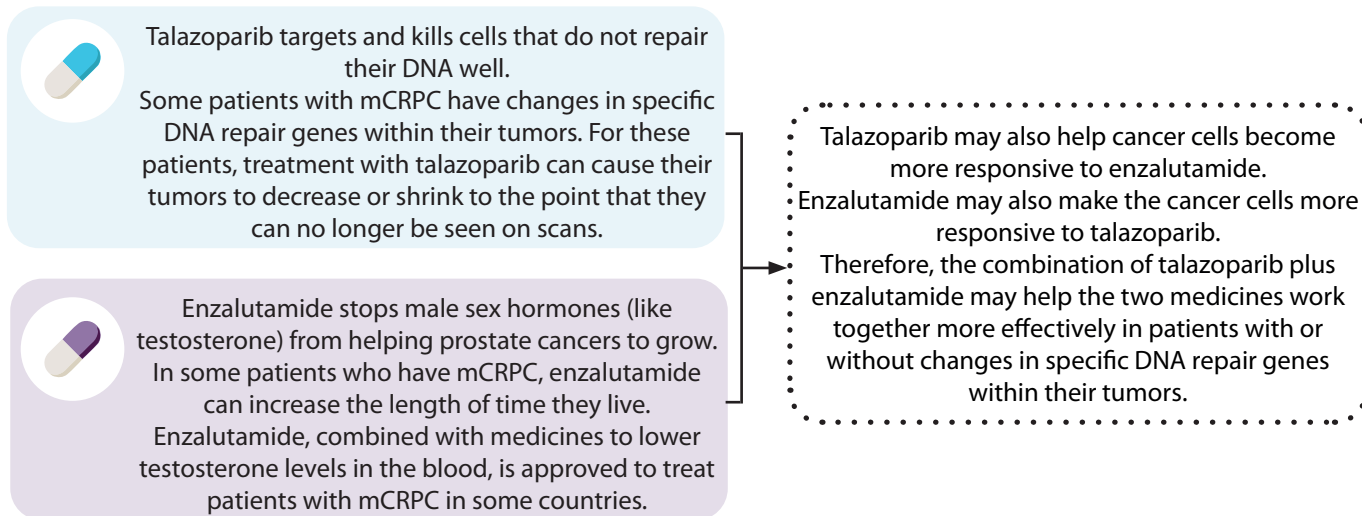 Talazoparib targets and kills cells that do not repair
their DNA well.
Some patients with mCRPC have changes in specific
DNA repair genes within their tumors. For these
patients, treatment with talazoparib can cause their
tumors to decrease or shrink to the point that they
can no longer be seen on scans.
Enzalutamide stops male sex hormones (like
testosterone) from helping prostate cancers to grow.
In some patients who have mCRPC, enzalutamide
can increase the length of time they live.
Enzalutamide, combined with medicines to lower
testosterone levels in the blood, is approved to treat
patients with mCRPC in some countries.
Talazoparib may also help cancer cells become
more responsive to enzalutamide.
Enzalutamide may also make the cancer cells more
responsive to talazoparib.
Therefore, the combination of talazoparib plus
enzalutamide may help the two medicines work
together more effectively in patients with or
without changes in specific DNA repair genes
within their tumors.